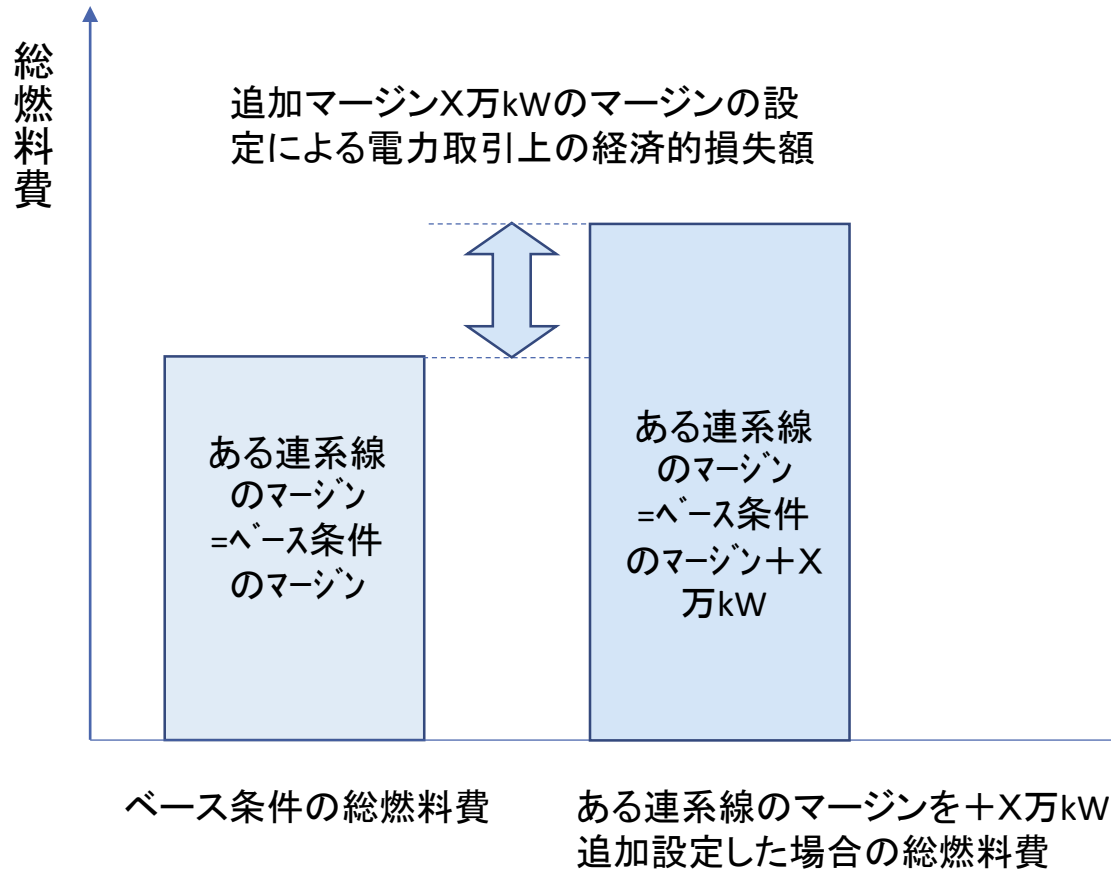 総燃料費
追加マージンX万kWのマージンの設
定による電力取引上の経済的損失額
ある連系線
のﾏｰｼﾞﾝ
=ﾍﾞｰｽ条件
のﾏｰｼﾞﾝ
ある連系線
のﾏｰｼﾞﾝ
=ﾍﾞｰｽ条件
のﾏｰｼﾞﾝ＋X
万kW
ベース条件の総燃料費
ある連系線のマージンを＋X万kW
追加設定した場合の総燃料費